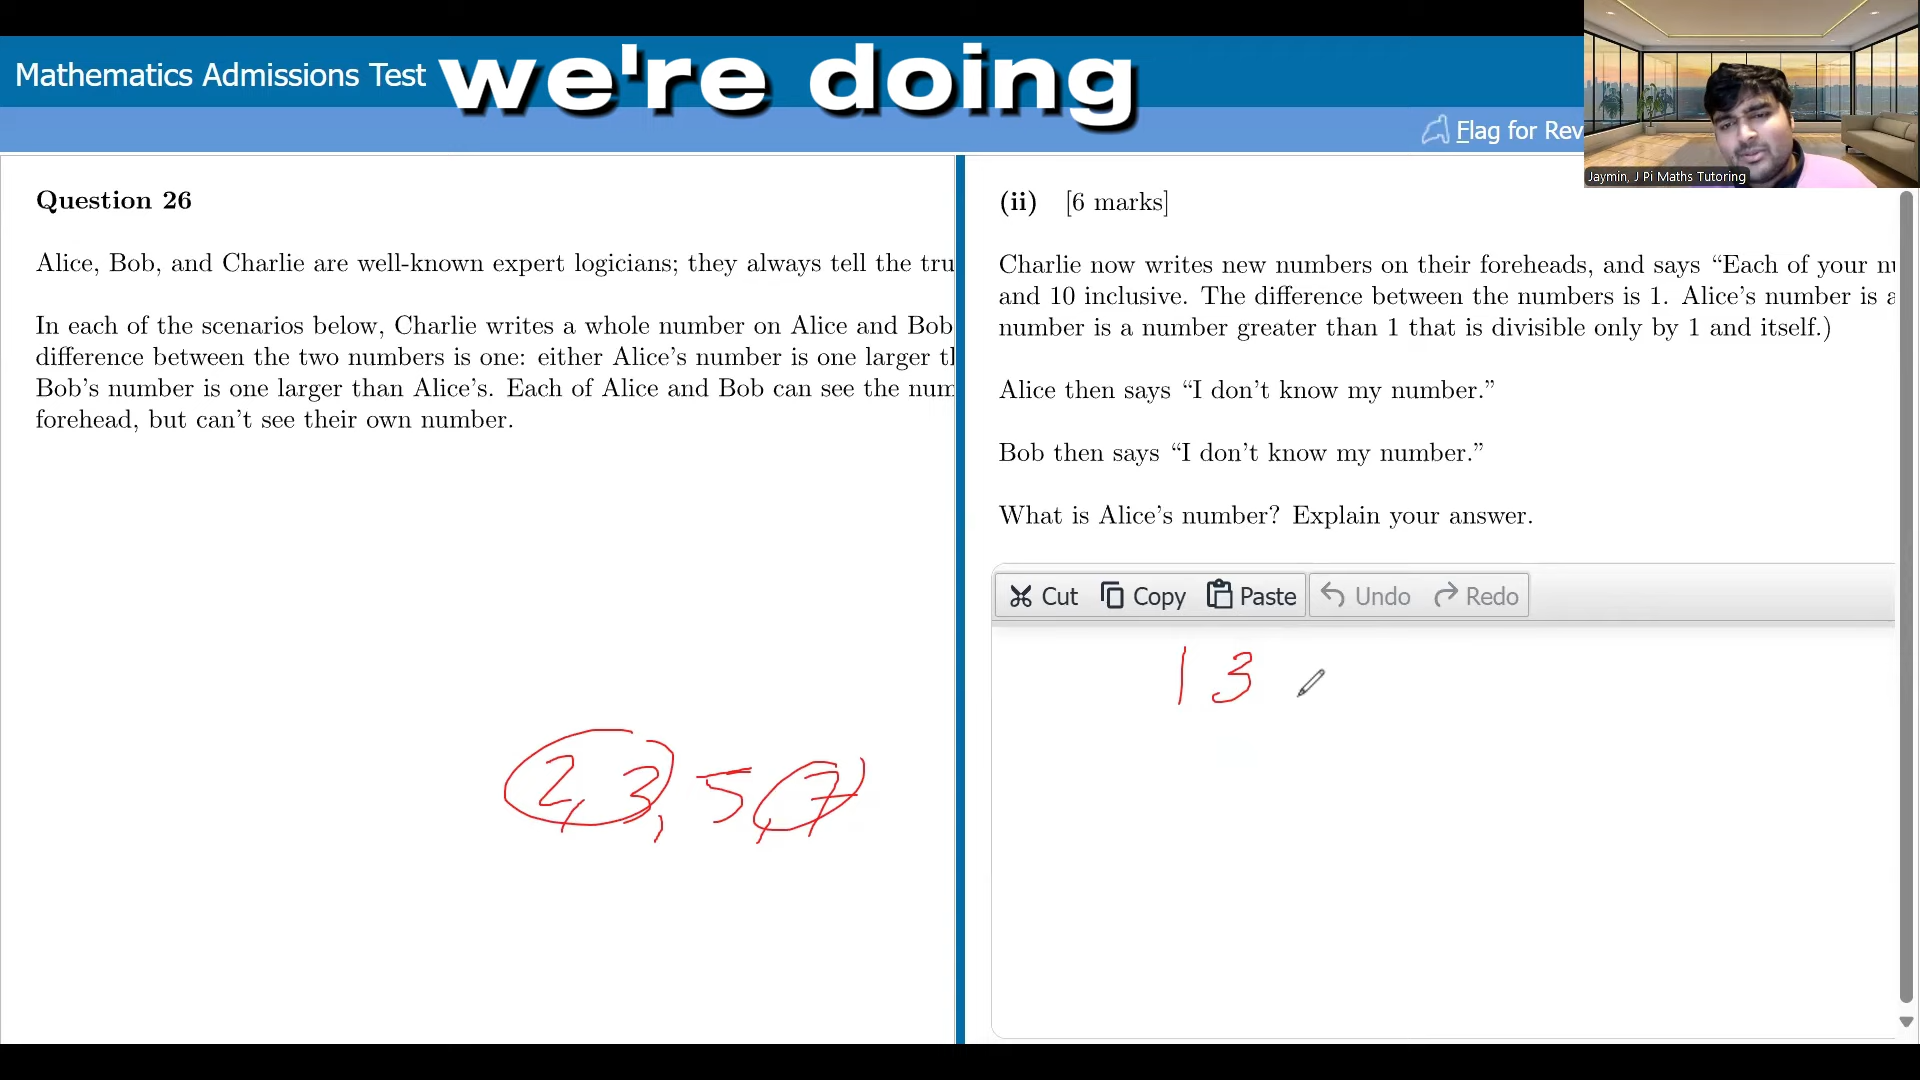 Mathematics Admissions Test
we're doing
Flag for Rev
Jaymin, J Pi Maths Tutoring
Question 26
Alice, Bob, and Charlie are well-known expert logicians; they always tell the tru
In each of the scenarios below, Charlie writes a whole number on Alice and Bob
difference between the two numbers is one: either Alice's number is one larger th
Bob's number is one larger than Alice's. Each of Alice and Bob can see the num
forehead, but can't see their own number.
2, 3, 5, 7
(ii) [6 marks]
Charlie now writes new numbers on their foreheads, and says “Each of your nu
and 10 inclusive. The difference between the numbers is 1. Alice's number is a
number is a number greater than 1 that is divisible only by 1 and itself.)
Alice then says “I don't know my number.”
Bob then says “I don't know my number.”
What is Alice's number? Explain your answer.
Cut Copy Paste Undo Redo
1 3